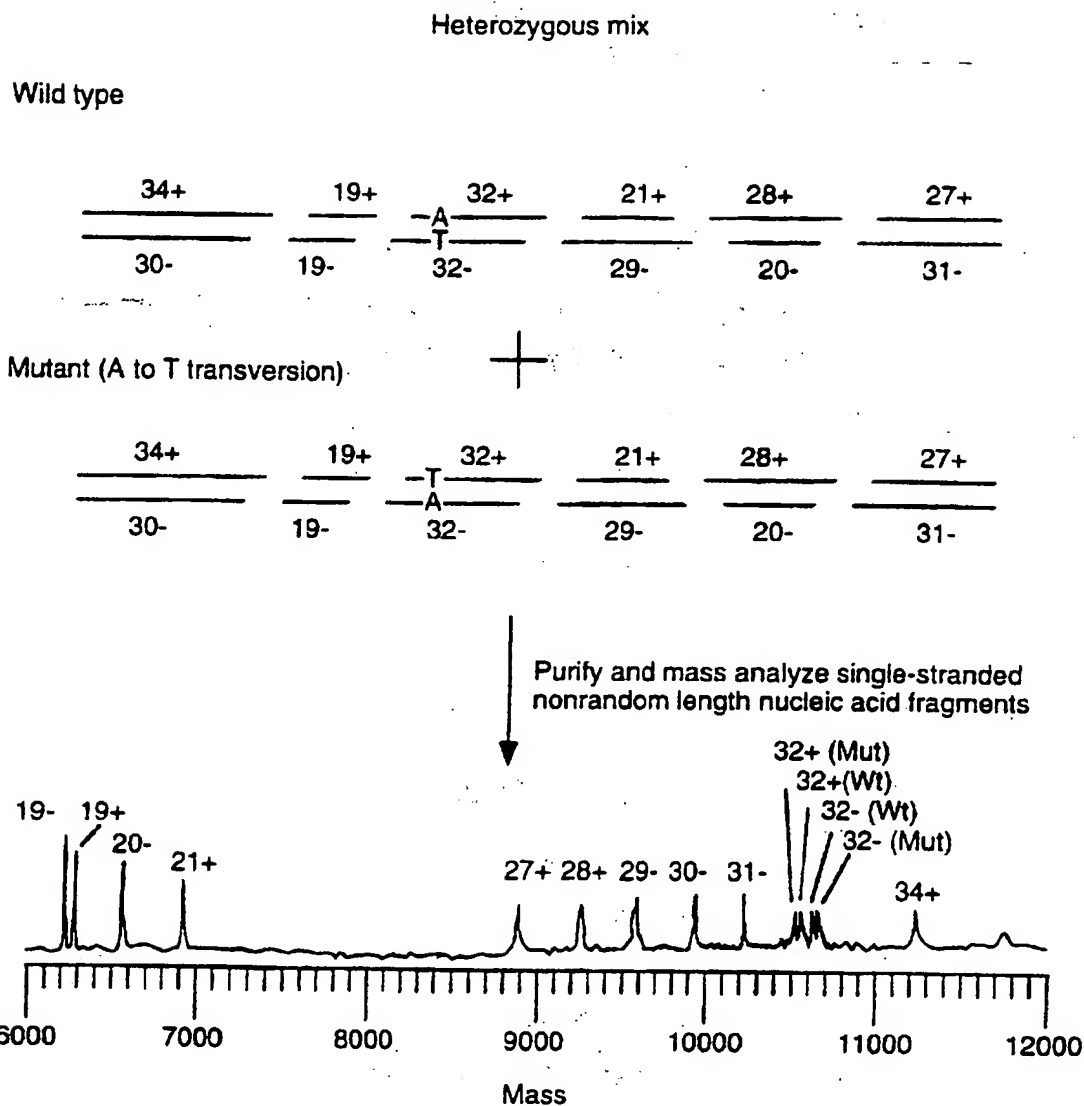 Heterozygous mix
Wild type
34+ 19+ 32+ 21+ 28+ 27+
A
T
30- 19- 32- 29- 20- 31-
Mutant (A to T transversion)
34+ 19+ 32+ 21+ 28+ 27+
T
A
30- 19- 32- 29- 20- 31-
Purify and mass analyze single-stranded
nonrandom length nucleic acid fragments
32+ (Mut)
32+(Wt)
32- (Wt)
32- (Mut)
19- 19+ 20- 21+ 27+ 28+ 29- 30- 31- 34+
6000 7000 8000 9000 10000 11000 12000
Mass